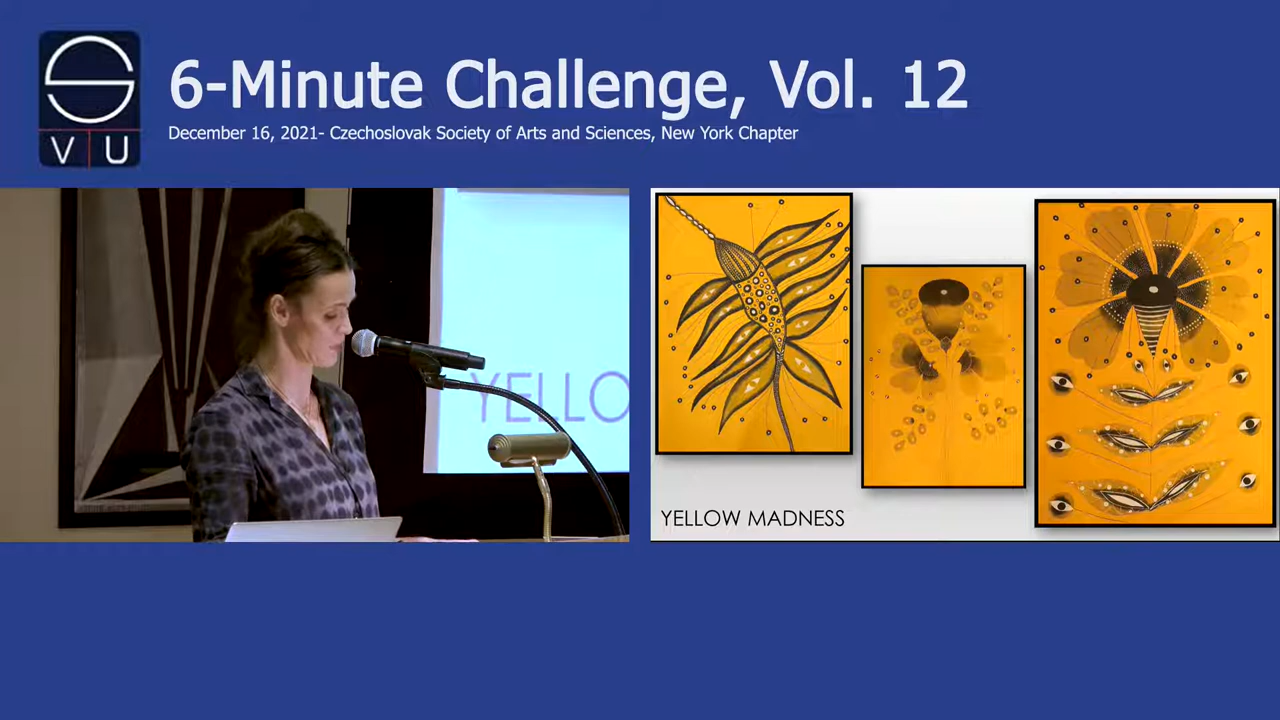 S
V U
6-Minute Challenge, Vol. 12
December 16, 2021- Czechoslovak Society of Arts and Sciences, New York Chapter
YELLO
YELLOW MADNESS